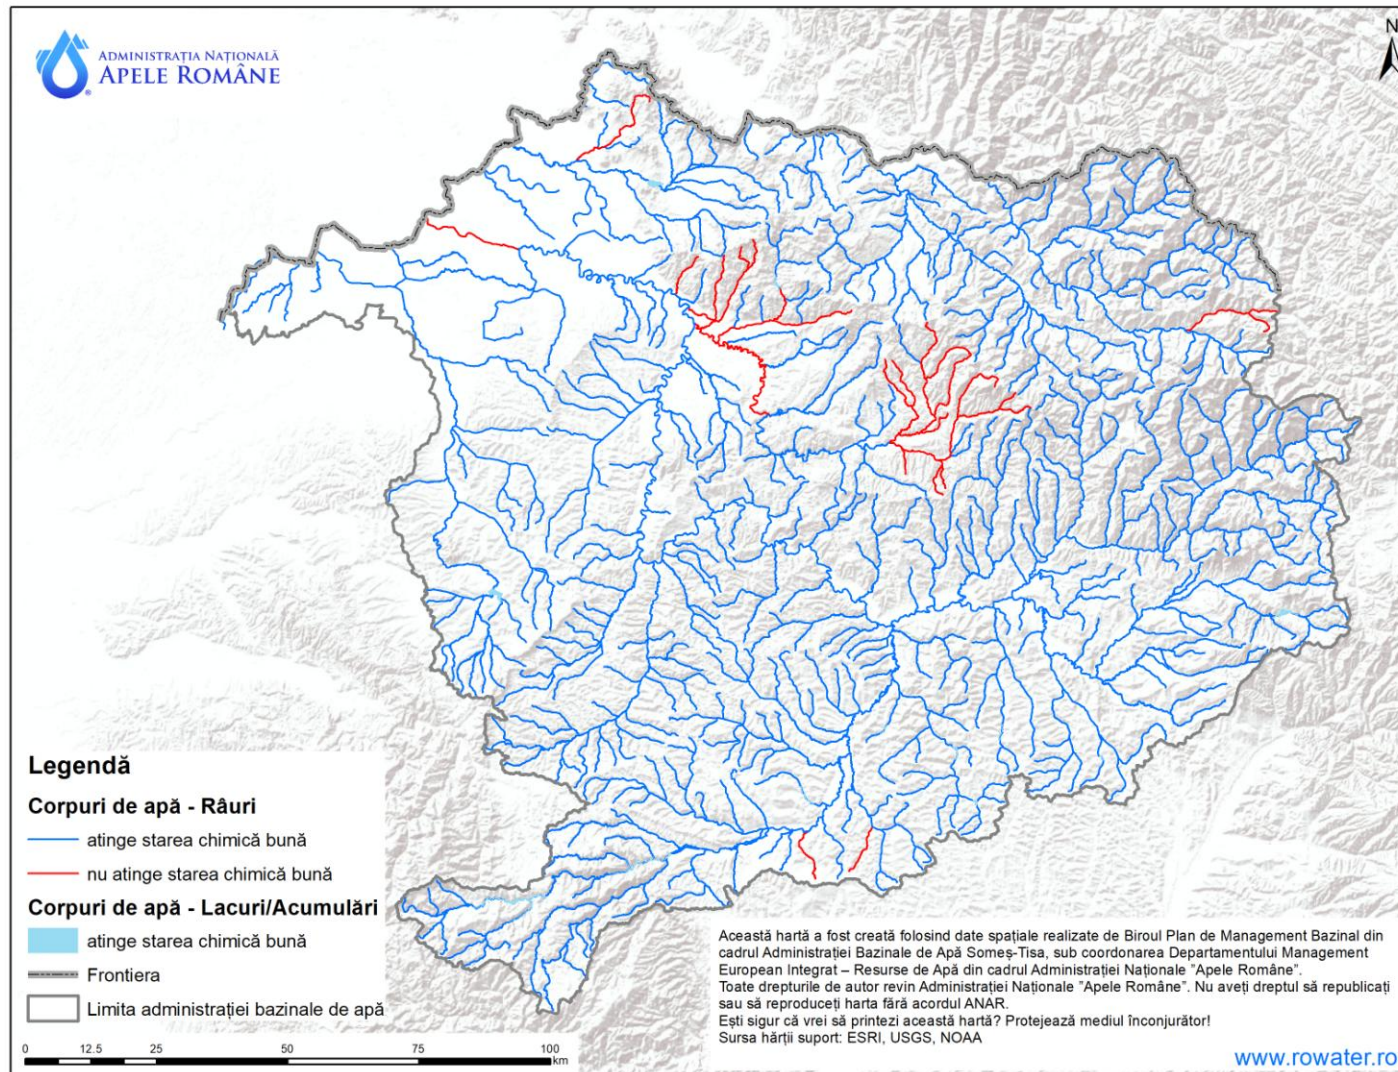 ADMINISTRAȚIA NAȚIONALĂ
APELE ROMÂNE
®
N
Legendă
Corpuri de apă - Râuri
atinge starea chimică bună
nu atinge starea chimică bună
Corpuri de apă - Lacuri/Acumulări
atinge starea chimică bună
Frontiera
Limita administrației bazinale de apă
0 12.5 25 50 75 100
km
Această hartă a fost creată folosind date spațiale realizate de Biroul Plan de Management Bazinal din
cadrul Administrației Bazinale de Apă Someș-Tisa, sub coordonarea Departamentului Management
European Integrat – Resurse de Apă din cadrul Administrației Naționale "Apele Române".
Toate drepturile de autor revin Administrației Naționale "Apele Române". Nu aveți dreptul să republicați
sau să reproduceți harta fără acordul ANAR.
Ești sigur că vrei să printezi această hartă? Protejează mediul înconjurător!
Sursa hărții suport: ESRI, USGS, NOAA
www.rowater.ro